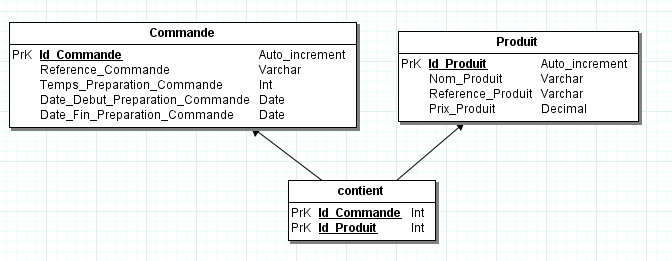 Commande
PrK Id_Commande Auto_increment
Reference_Commande Varchar
Temps_Preparation_Commande Int
Date_Debut_Preparation_Commande Date
Date_Fin_Preparation_Commande Date
Produit
PrK Id_Produit Auto_increment
Nom_Produit Varchar
Reference_Produit Varchar
Prix_Produit Decimal
contient
PrK Id_Commande Int
PrK Id_Produit Int